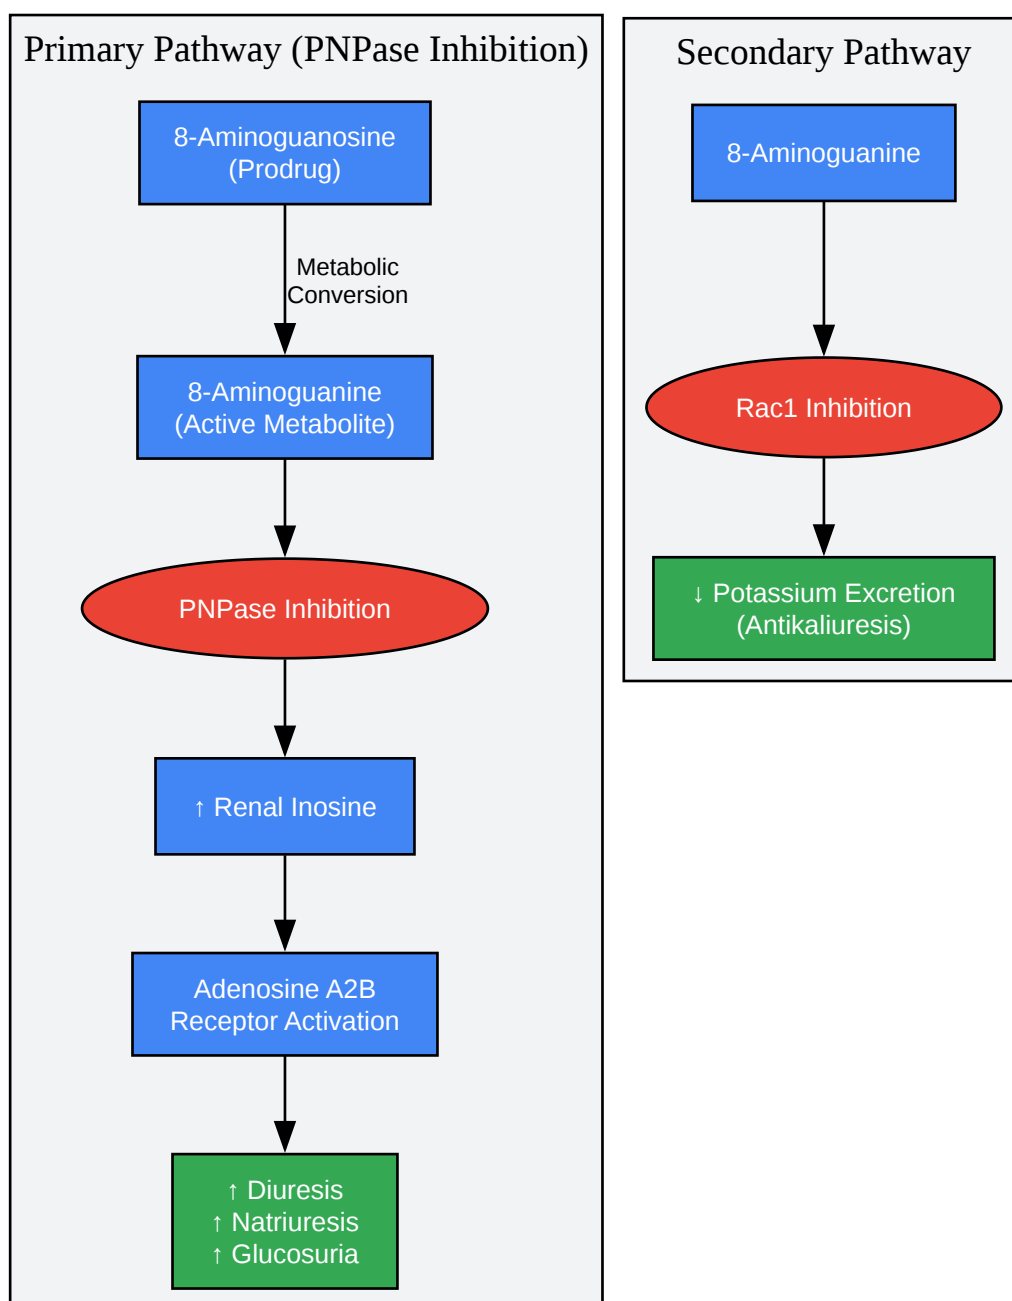 Primary Pathway (PNPase Inhibition)
8-Aminoguanosine
(Prodrug)
Metabolic
Conversion
8-Aminoguanine
(Active Metabolite)
PNPase Inhibition
↑ Renal Inosine
Adenosine A2B
Receptor Activation
↑ Diuresis
↑ Natriuresis
↑ Glucosuria
Secondary Pathway
8-Aminoguanine
Rac1 Inhibition
↓ Potassium Excretion
(Antikaliuresis)